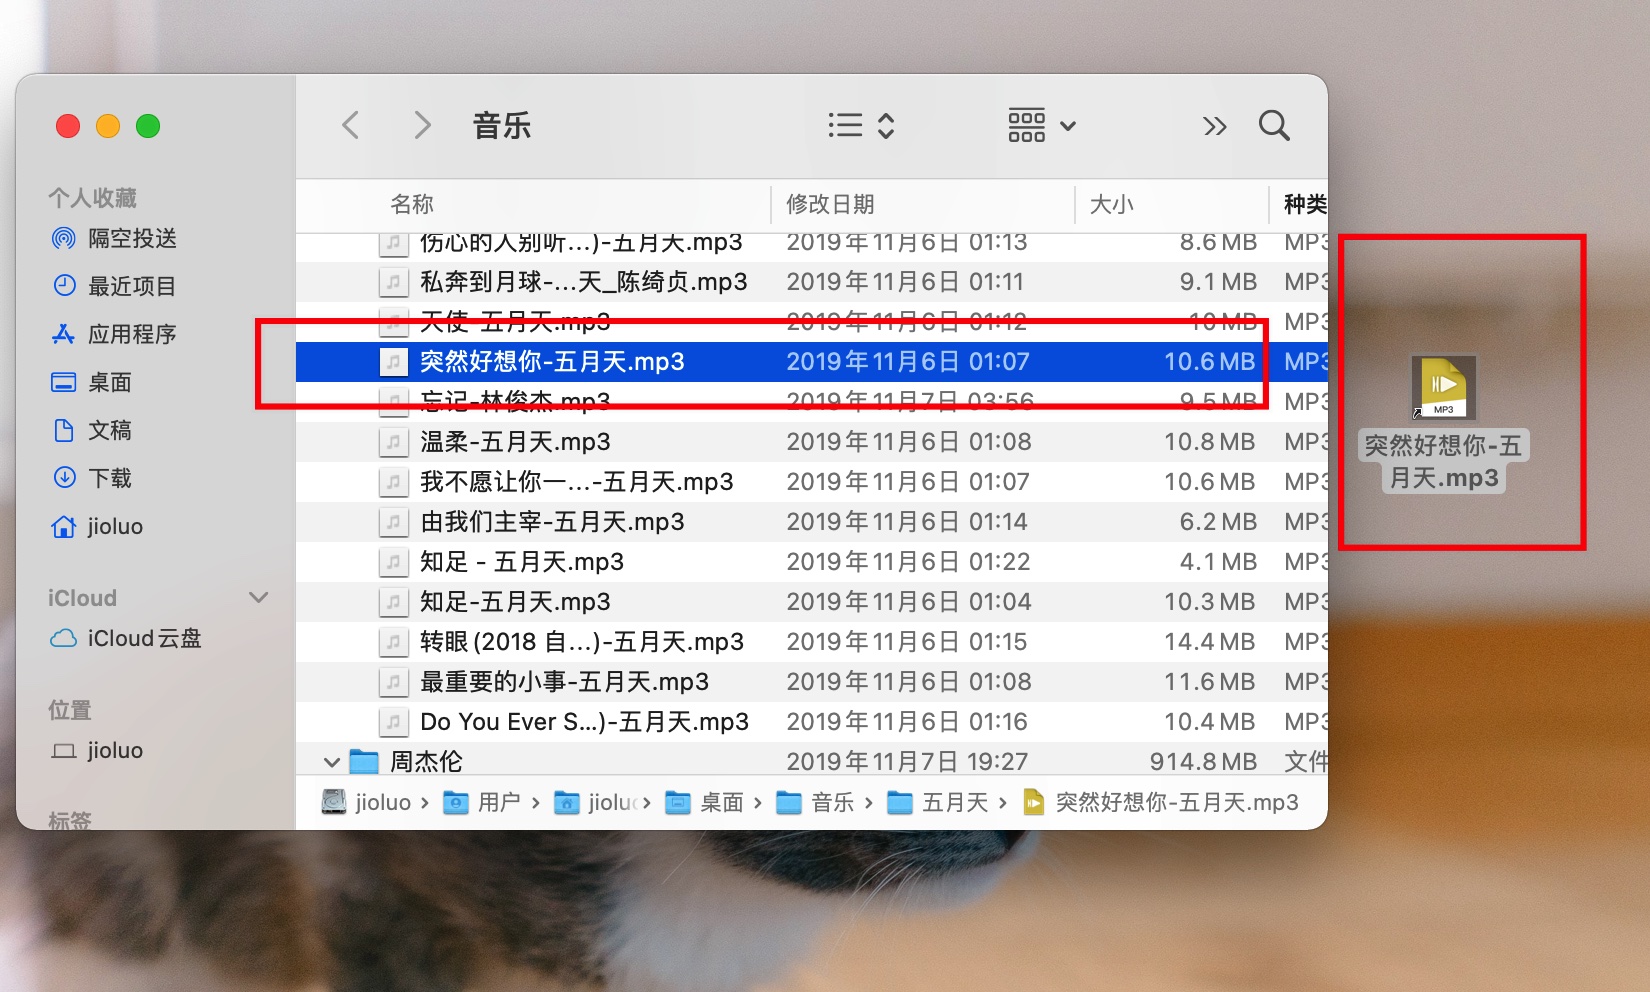 音乐
个人收藏
隔空投送
最近项目
应用程序
桌面
文稿
下载
jioluo
iCloud
iCloud云盘
位置
jioluo
标签
名称 修改日期 大小 种类
伤心的人别听...)-五月天.mp3 2019年11月6日 01:13 8.6 MB MP3
私奔到月球-...天_陈绮贞.mp3 2019年11月6日 01:11 9.1 MB MP3
天使-五月天.mp3 2019年11月6日 01:12 10 MB MP3
突然好想你-五月天.mp3 2019年11月6日 01:07 10.6 MB MP3
忘记-林俊杰.mp3 2019年11月7日 03:56 9.5 MB MP3
温柔-五月天.mp3 2019年11月6日 01:08 10.8 MB MP3
我不愿让你一...-五月天.mp3 2019年11月6日 01:07 10.6 MB MP3
由我们主宰-五月天.mp3 2019年11月6日 01:14 6.2 MB MP3
知足 - 五月天.mp3 2019年11月6日 01:22 4.1 MB MP3
知足-五月天.mp3 2019年11月6日 01:04 10.3 MB MP3
转眼 (2018 自...)-五月天.mp3 2019年11月6日 01:15 14.4 MB MP3
最重要的小事-五月天.mp3 2019年11月6日 01:08 11.6 MB MP3
Do You Ever S...)-五月天.mp3 2019年11月6日 01:16 10.4 MB MP3
周杰伦 2019年11月7日 19:27 914.8 MB 文件
jioluo › 用户 › jioluo › 桌面 › 音乐 › 五月天 › 突然好想你-五月天.mp3
MP3
突然好想你-五
月天.mp3